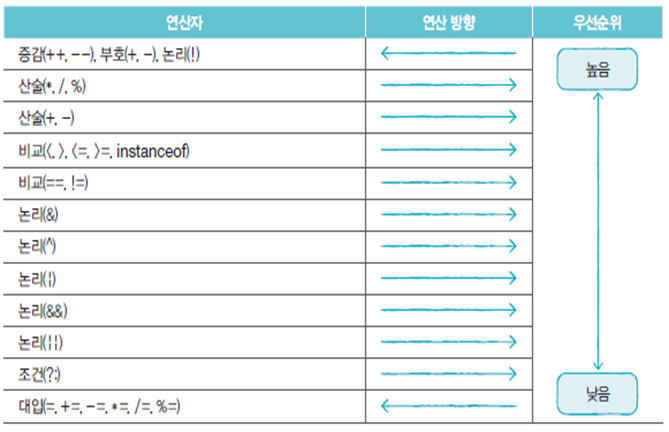 연산자 연산 방향 우선순위
증감(++, --), 부호(+, -), 논리(!) 높음
산술(*, /, %)
산술(+, -)
비교(<, >, <=, >=, instanceof)
비교(==, !=)
논리(&)
논리(^)
논리(|)
논리(&&)
논리(||)
조건(?:)
대입(=, +=, -=, *=, /=, %=) 낮음